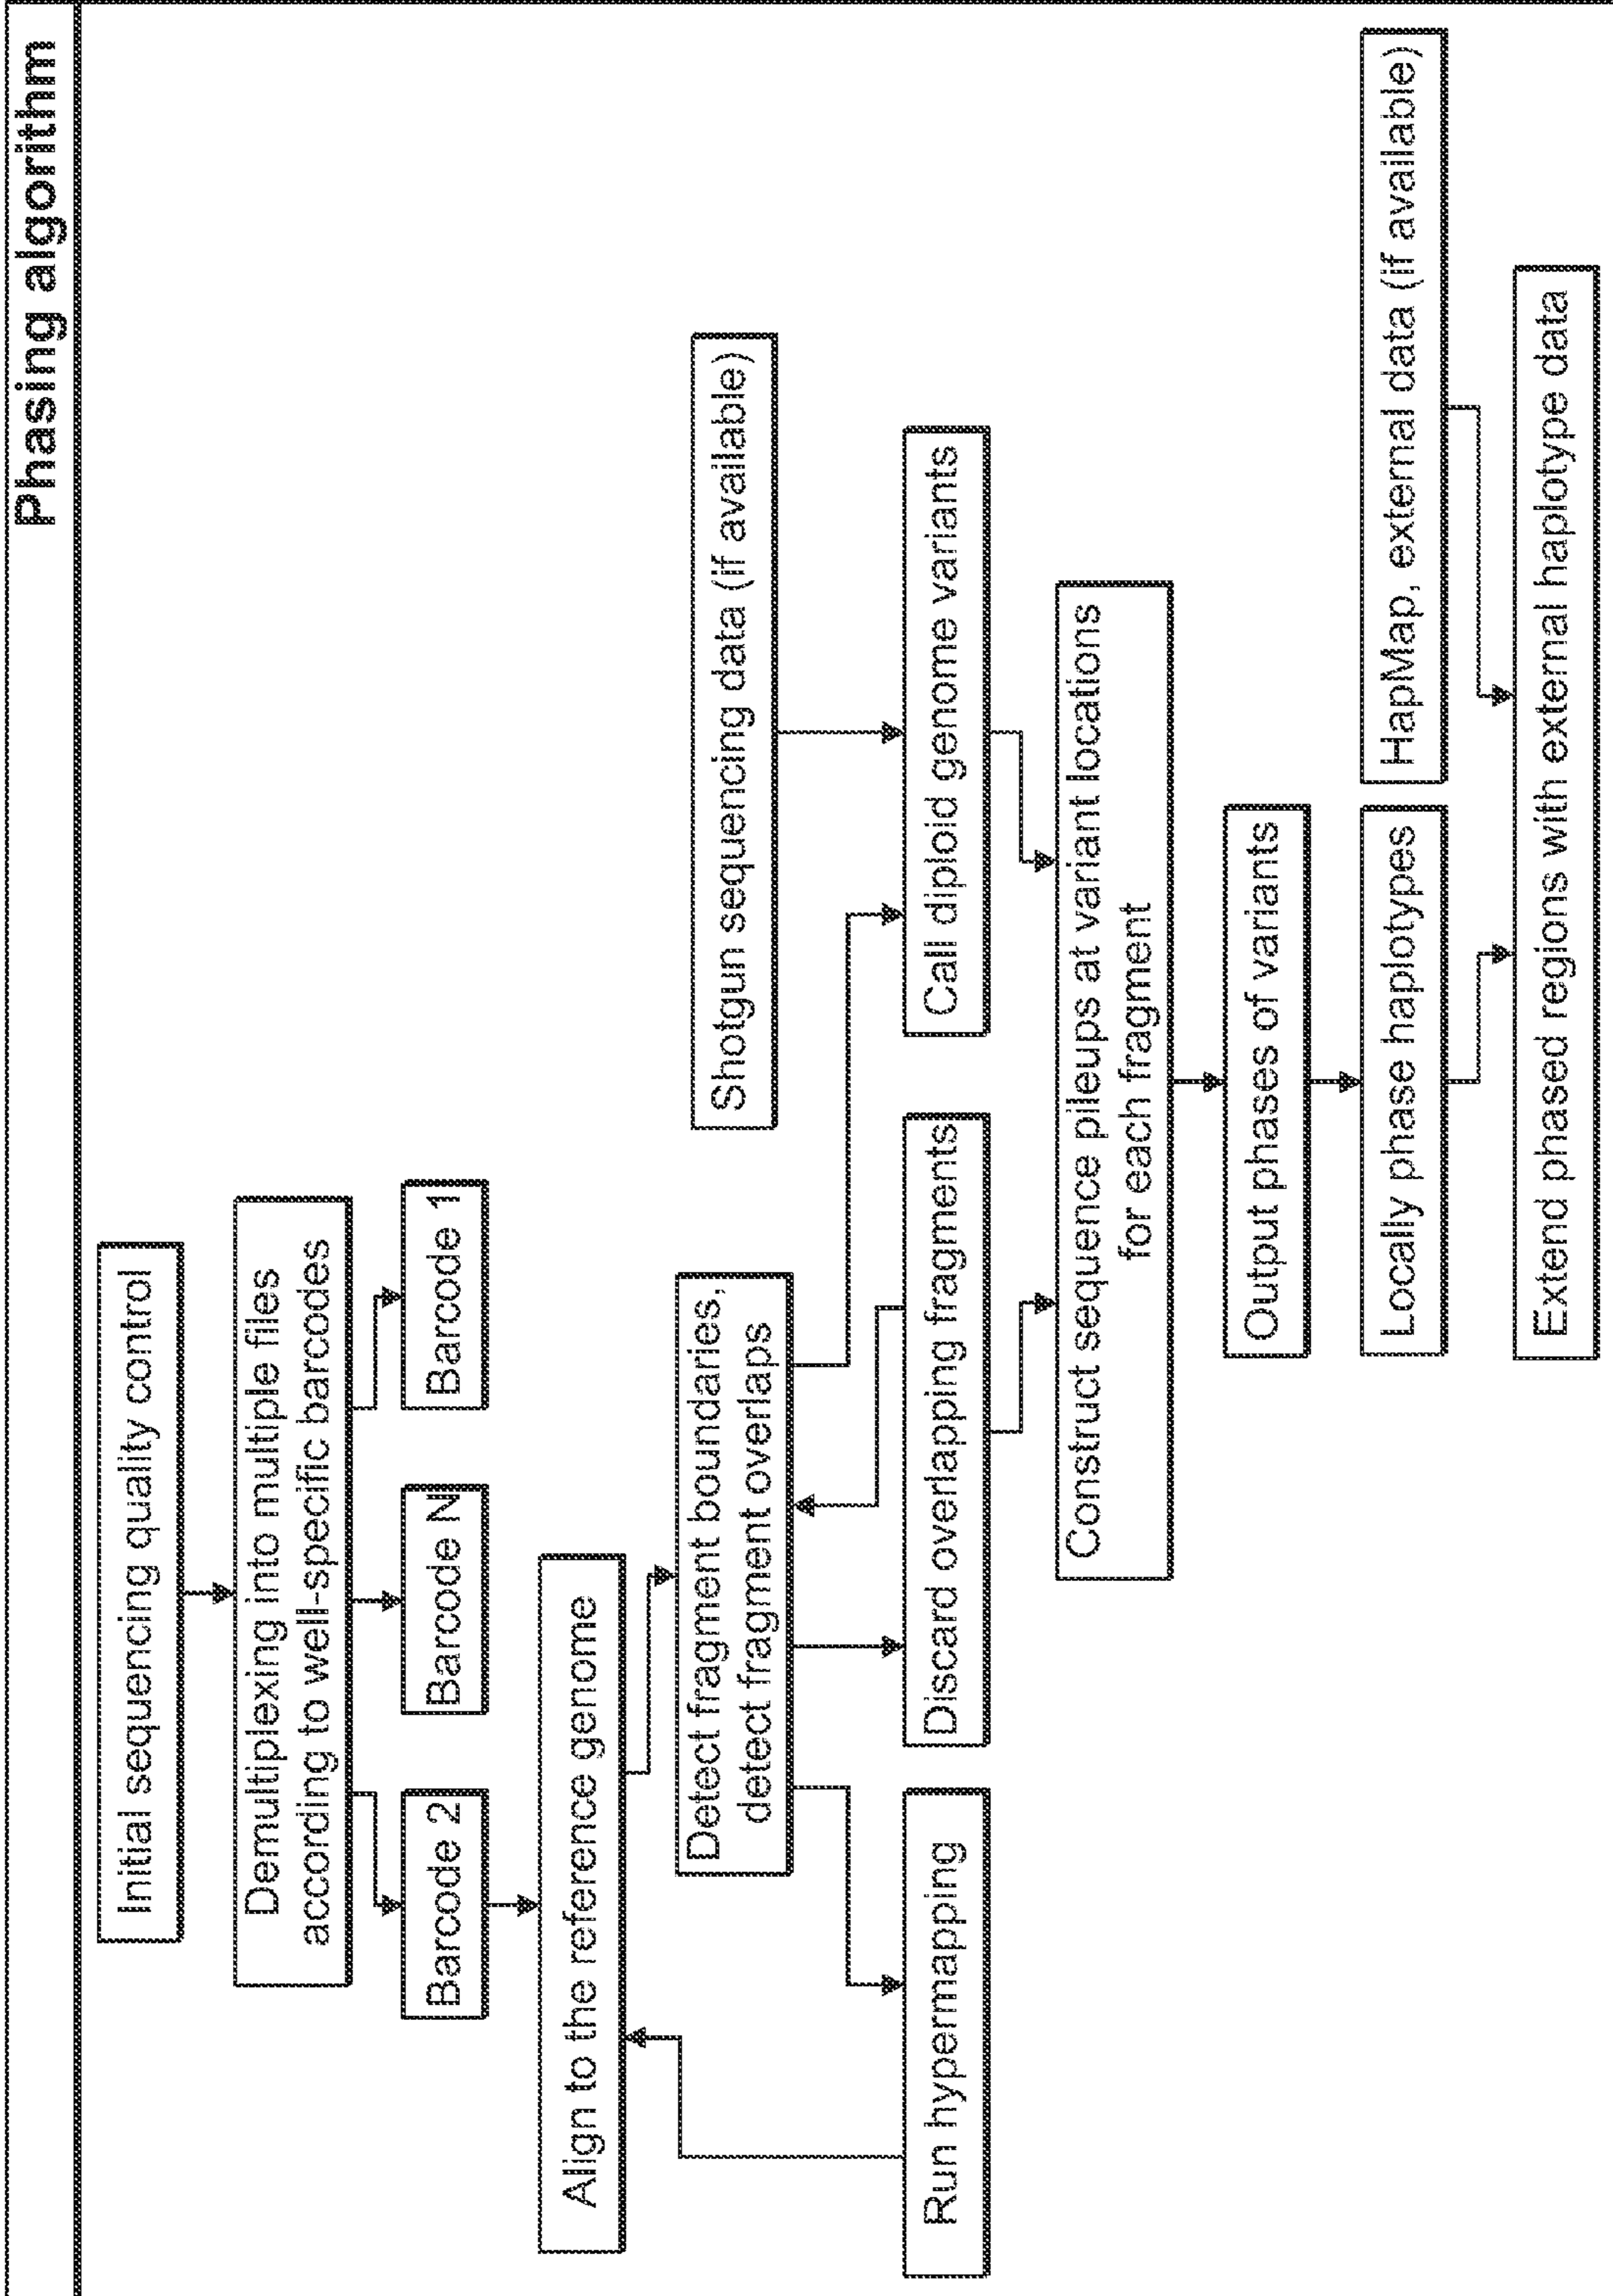 Phasing algorithm
Initial sequencing quality control
Demultiplexing into multiple files
according to well-specific barcodes
Barcode 2
Barcode N
Barcode 1
Align to the reference genome
Detect fragment boundaries,
detect fragment overlaps
Shotgun sequencing data (if available)
Run hypermapping
Discard overlapping fragments
Call diploid genome variants
Construct sequence pileups at variant locations
for each fragment
Output phases of variants
Locally phase haplotypes
HapMap, external data (if available)
Extend phased regions with external haplotype data